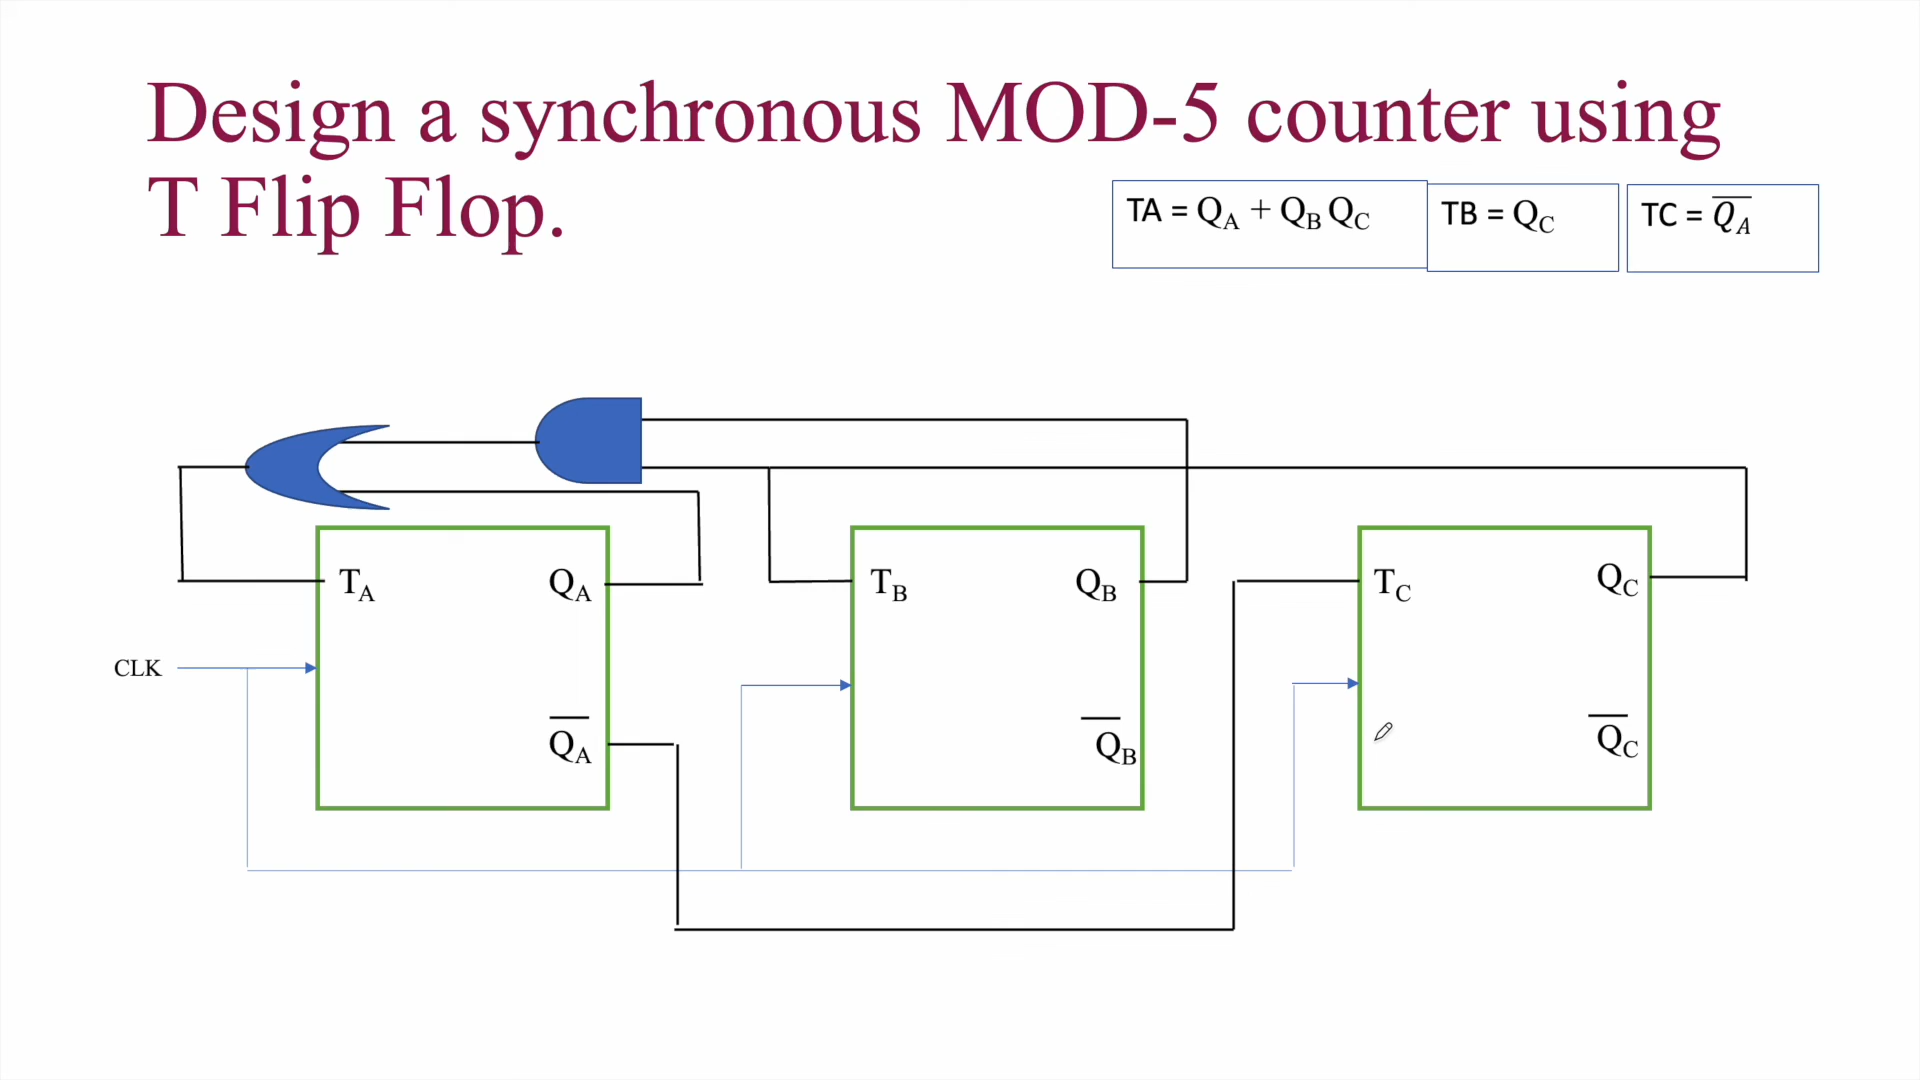 Design a synchronous MOD-5 counter using
T Flip Flop.
TA = Q_A + Q_B Q_C
TB = Q_C
TC = Q̅_A
T_A
Q_A
T_B
Q_B
T_C
Q_C
CLK
Q̅_A
Q̅_B
Q̅_C